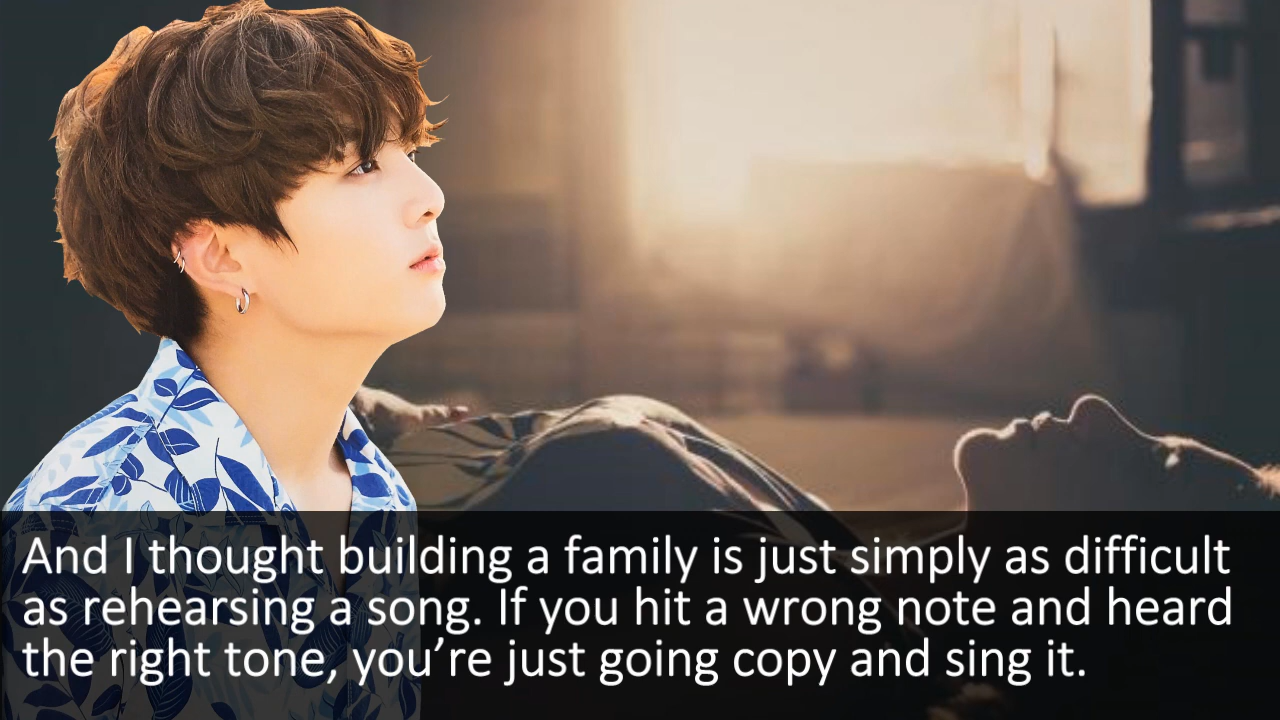 And I thought building a family is just simply as difficult
as rehearsing a song. If you hit a wrong note and heard
the right tone, you’re just going copy and sing it.